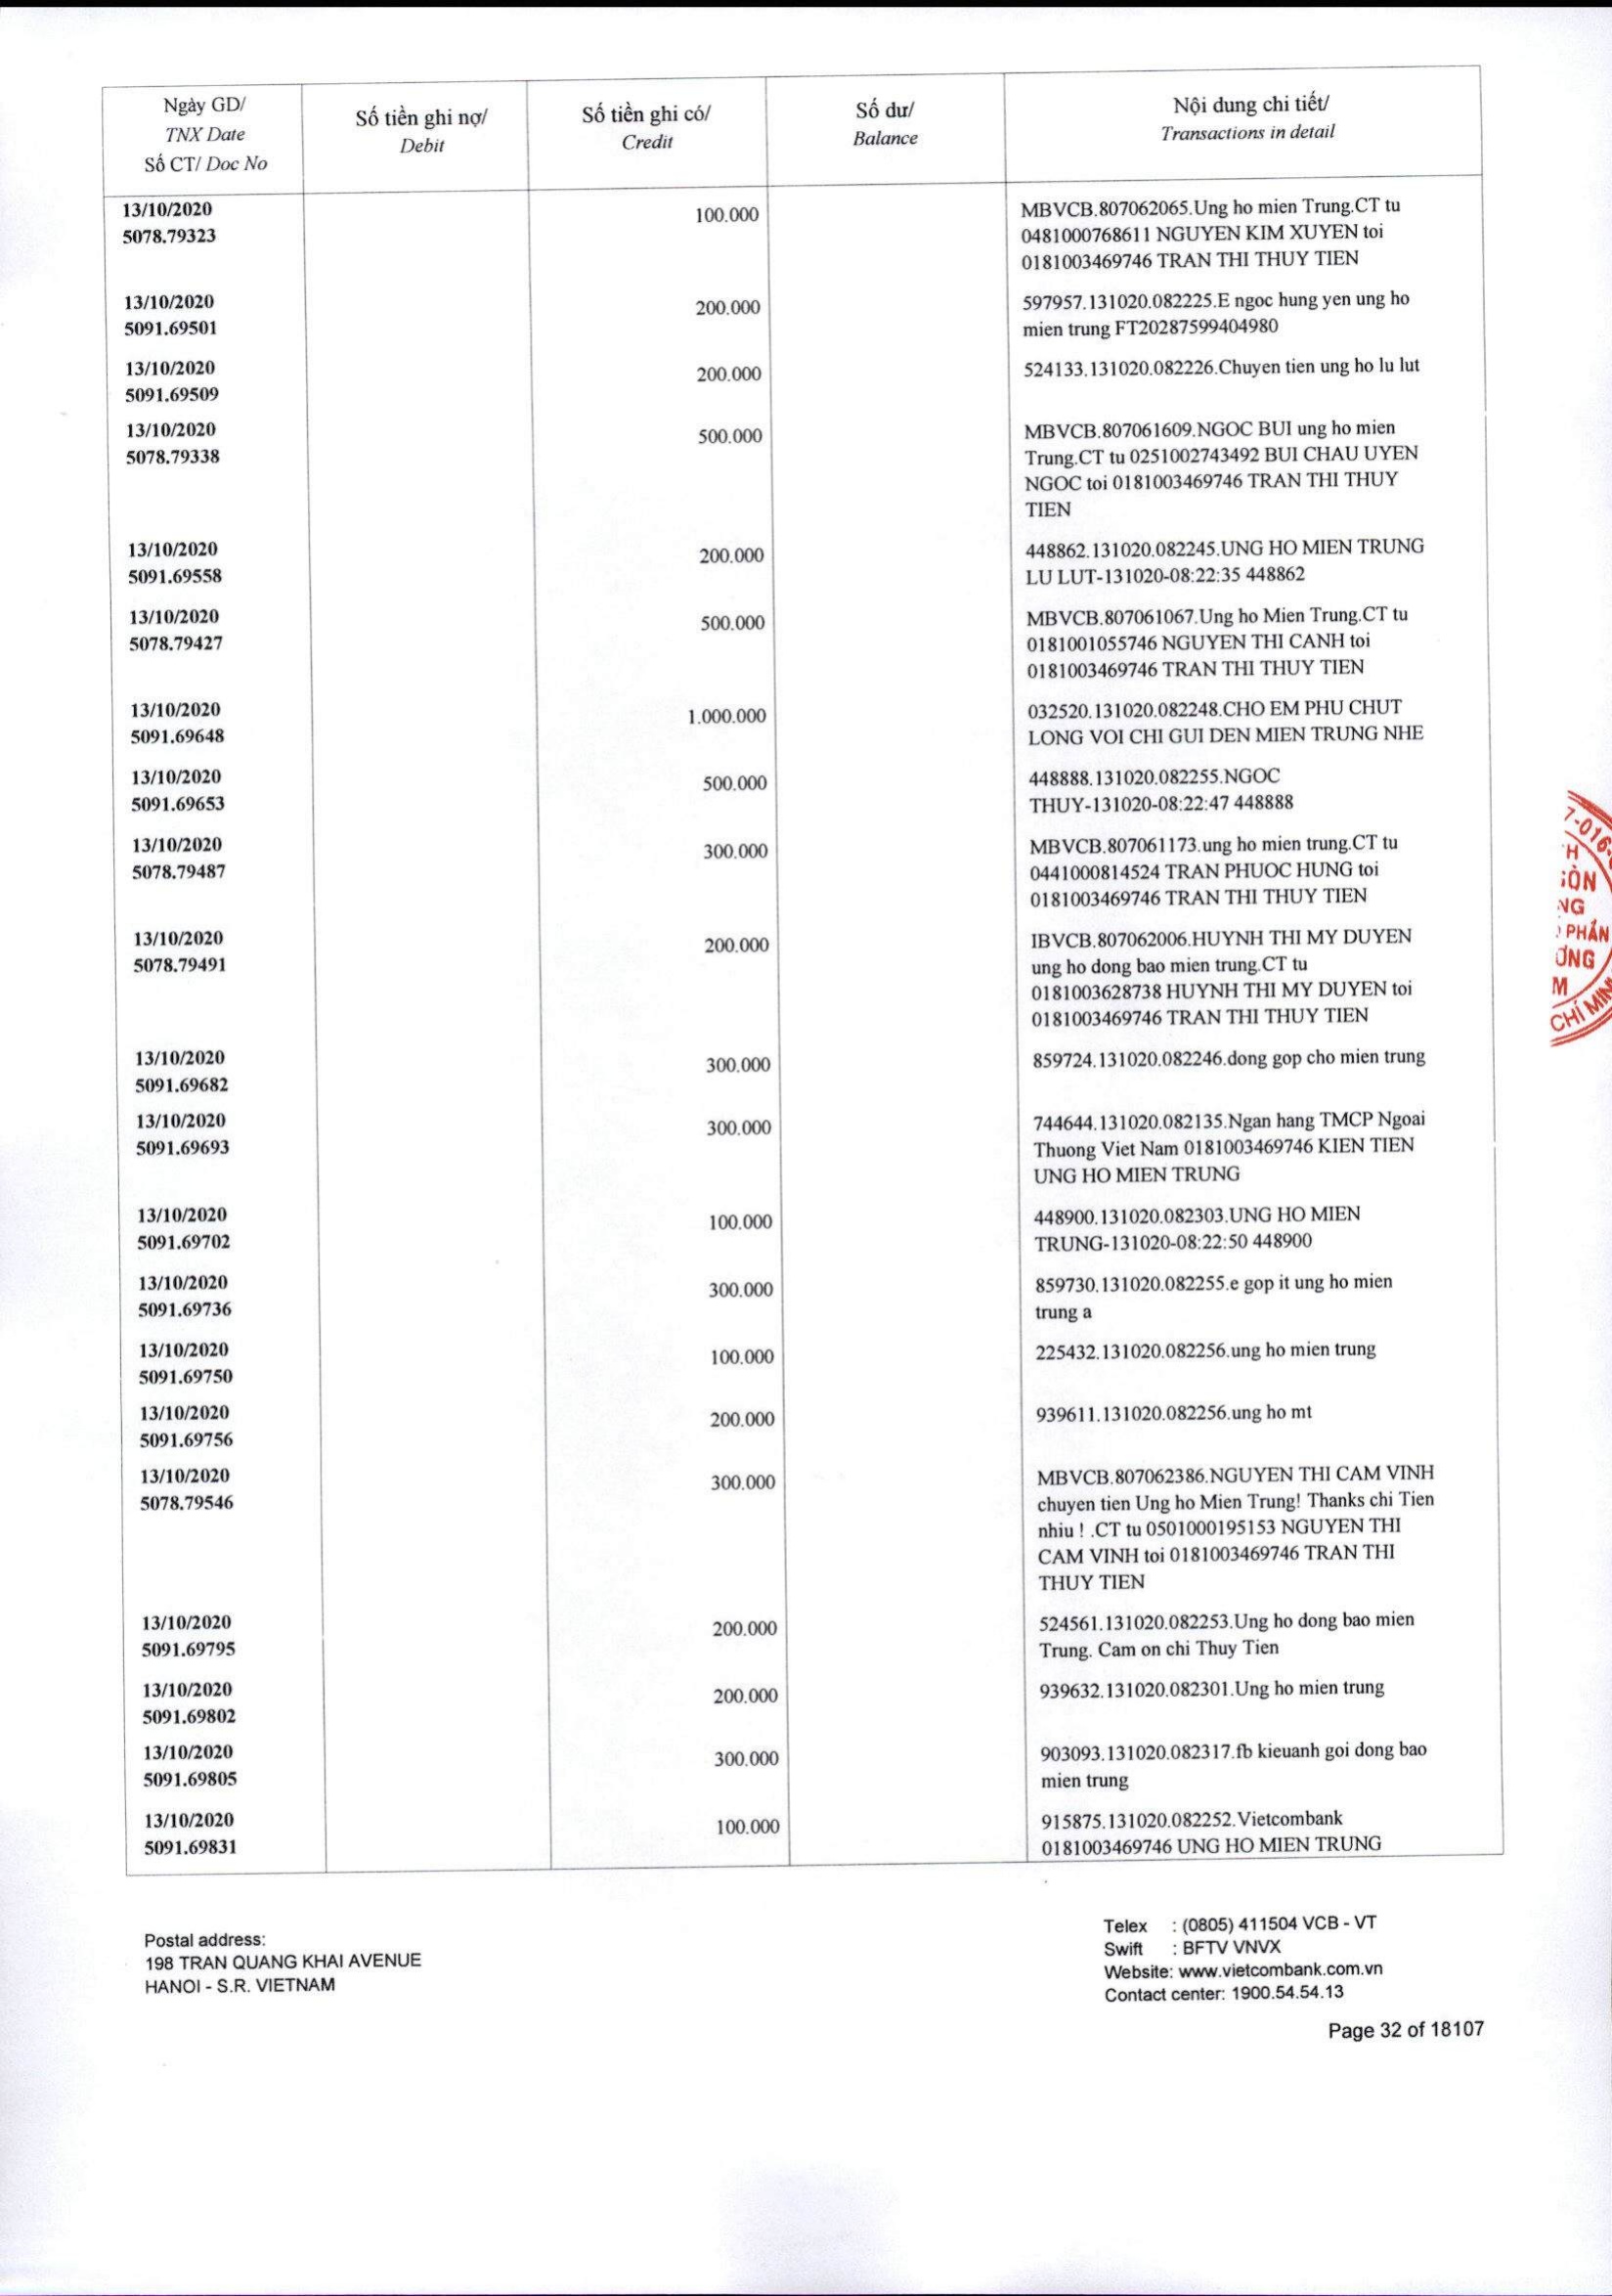 Ngày GD/
TNX Date
Số CT/ Doc No
Số tiền ghi nợ/
Debit
Số tiền ghi có/
Credit
Số dư/
Balance
Nội dung chi tiết/
Transactions in detail
13/10/2020
5078.79323
100.000
MBVCB.807062065.Ung ho mien Trung.CT tu
0481000768611 NGUYEN KIM XUYEN toi
0181003469746 TRAN THI THUY TIEN
13/10/2020
5091.69501
200.000
597957.131020.082225.E ngoc hung yen ung ho
mien trung FT20287599404980
13/10/2020
5091.69509
200.000
524133.131020.082226.Chuyen tien ung ho lu lut
13/10/2020
5078.79338
500.000
MBVCB.807061609.NGOC BUI ung ho mien
Trung.CT tu 0251002743492 BUI CHAU UYEN
NGOC toi 0181003469746 TRAN THI THUY
TIEN
13/10/2020
5091.69558
200.000
448862.131020.082245.UNG HO MIEN TRUNG
LU LUT-131020-08:22:35 448862
13/10/2020
5078.79427
500.000
MBVCB.807061067.Ung ho Mien Trung.CT tu
0181001055746 NGUYEN THI CANH toi
0181003469746 TRAN THI THUY TIEN
13/10/2020
5091.69648
1.000.000
032520.131020.082248.CHO EM PHU CHUT
LONG VOI CHI GUI DEN MIEN TRUNG NHE
13/10/2020
5091.69653
500.000
448888.131020.082255.NGOC
THUY-131020-08:22:47 448888
13/10/2020
5078.79487
300.000
MBVCB.807061173.ung ho mien trung.CT tu
0441000814524 TRAN PHUOC HUNG toi
0181003469746 TRAN THI THUY TIEN
13/10/2020
5078.79491
200.000
IBVCB.807062006.HUYNH THI MY DUYEN
ung ho dong bao mien trung.CT tu
0181003628738 HUYNH THI MY DUYEN toi
0181003469746 TRAN THI THUY TIEN
13/10/2020
5091.69682
300.000
859724.131020.082246.dong gop cho mien trung
13/10/2020
5091.69693
300.000
744644.131020.082135.Ngan hang TMCP Ngoai
Thuong Viet Nam 0181003469746 KIEN TIEN
UNG HO MIEN TRUNG
13/10/2020
5091.69702
100.000
448900.131020.082303.UNG HO MIEN
TRUNG-131020-08:22:50 448900
13/10/2020
5091.69736
300.000
859730.131020.082255.e gop it ung ho mien
trung a
13/10/2020
5091.69750
100.000
225432.131020.082256.ung ho mien trung
13/10/2020
5091.69756
200.000
939611.131020.082256.ung ho mt
13/10/2020
5078.79546
300.000
MBVCB.807062386.NGUYEN THI CAM VINH
chuyen tien Ung ho Mien Trung! Thanks chi Tien
nhiu ! .CT tu 0501000195153 NGUYEN THI
CAM VINH toi 0181003469746 TRAN THI
THUY TIEN
13/10/2020
5091.69795
200.000
524561.131020.082253.Ung ho dong bao mien
Trung. Cam on chi Thuy Tien
13/10/2020
5091.69802
200.000
939632.131020.082301.Ung ho mien trung
13/10/2020
5091.69805
300.000
903093.131020.082317.fb kieuanh goi dong bao
mien trung
13/10/2020
5091.69831
100.000
915875.131020.082252.Vietcombank
0181003469746 UNG HO MIEN TRUNG
7-016-
H
ÒN
NG
PHẦN
ƠNG
M
CHÍ MINH
Postal address:
198 TRAN QUANG KHAI AVENUE
HANOI - S.R. VIETNAM
Telex : (0805) 411504 VCB - VT
Swift : BFTV VNVX
Website: www.vietcombank.com.vn
Contact center: 1900.54.54.13
Page 32 of 18107